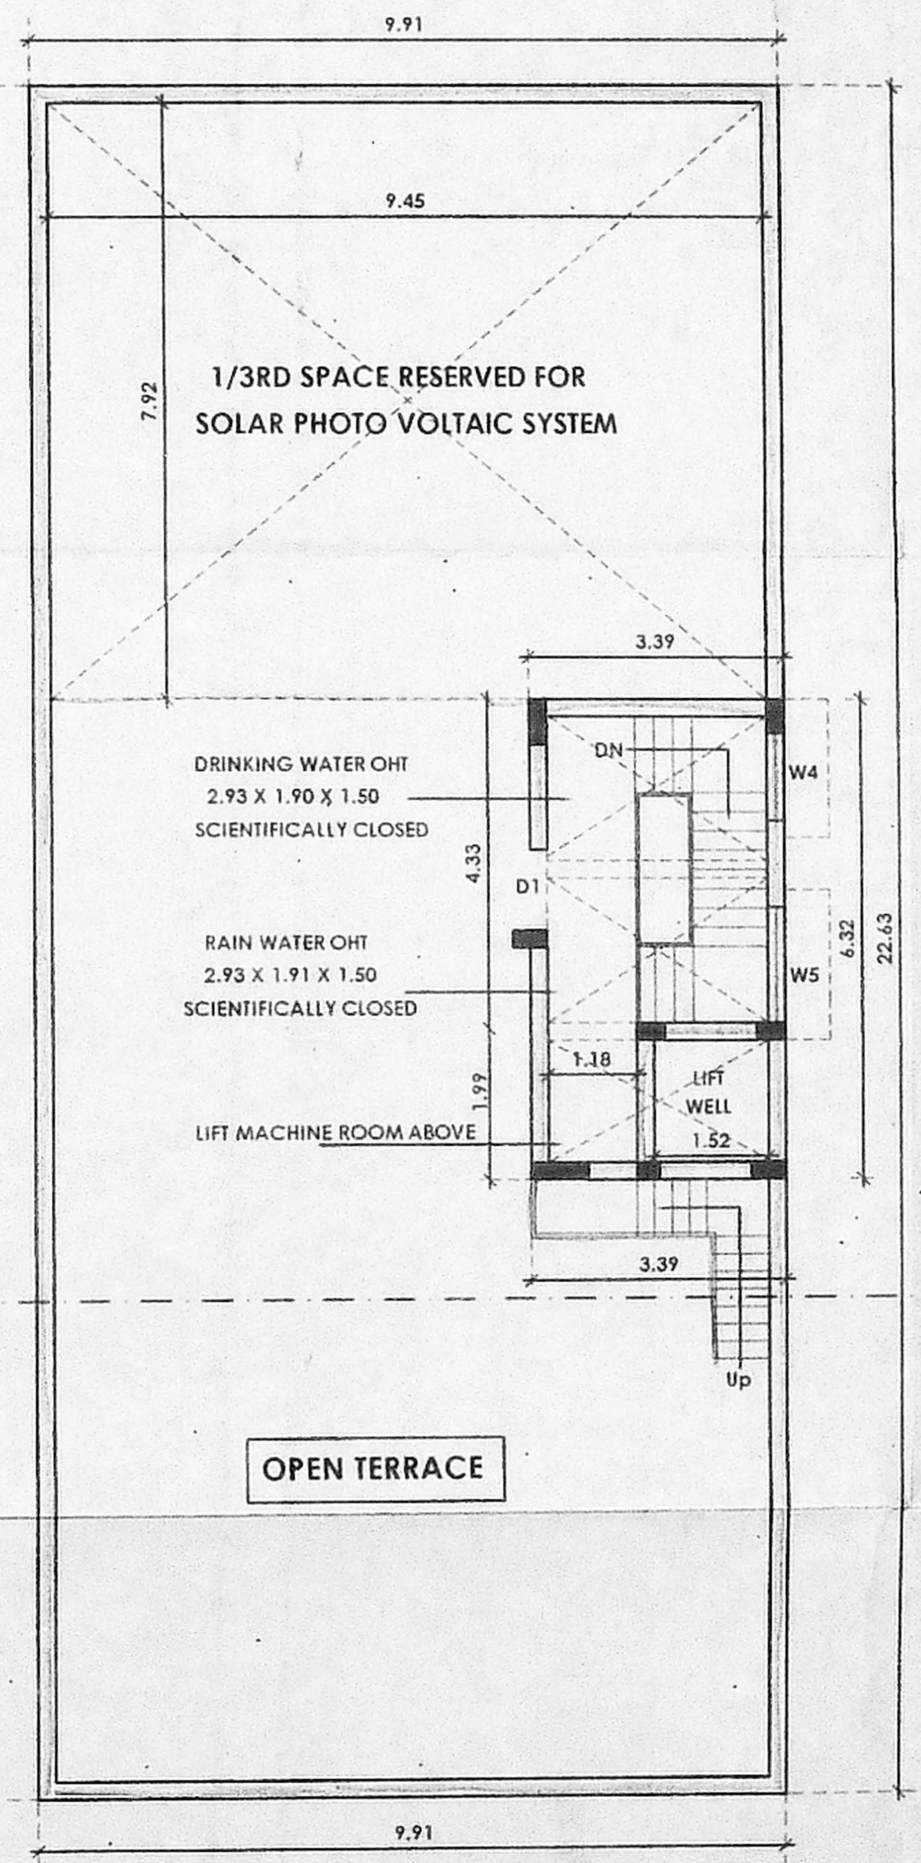 9.91
9.45
7.92
1/3RD SPACE RESERVED FOR
SOLAR PHOTO VOLTAIC SYSTEM
3.39
DN
W4
DRINKING WATER OHT
2.93 X 1.90 X 1.50
SCIENTIFICALLY CLOSED
4.33
D1
6.32
22.63
RAIN WATER OHT
2.93 X 1.91 X 1.50
SCIENTIFICALLY CLOSED
W5
1.18
LIFT
WELL
1.99
1.52
LIFT MACHINE ROOM ABOVE
3.39
Up
OPEN TERRACE
9.91